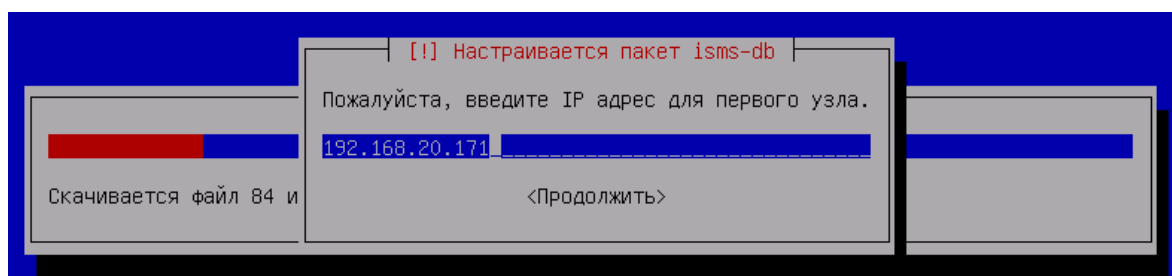 [!] Настраивается пакет isms-db
Пожалуйста, введите IP адрес для первого узла.
192.168.20.171
Скачивается файл 84 и
<Продолжить>